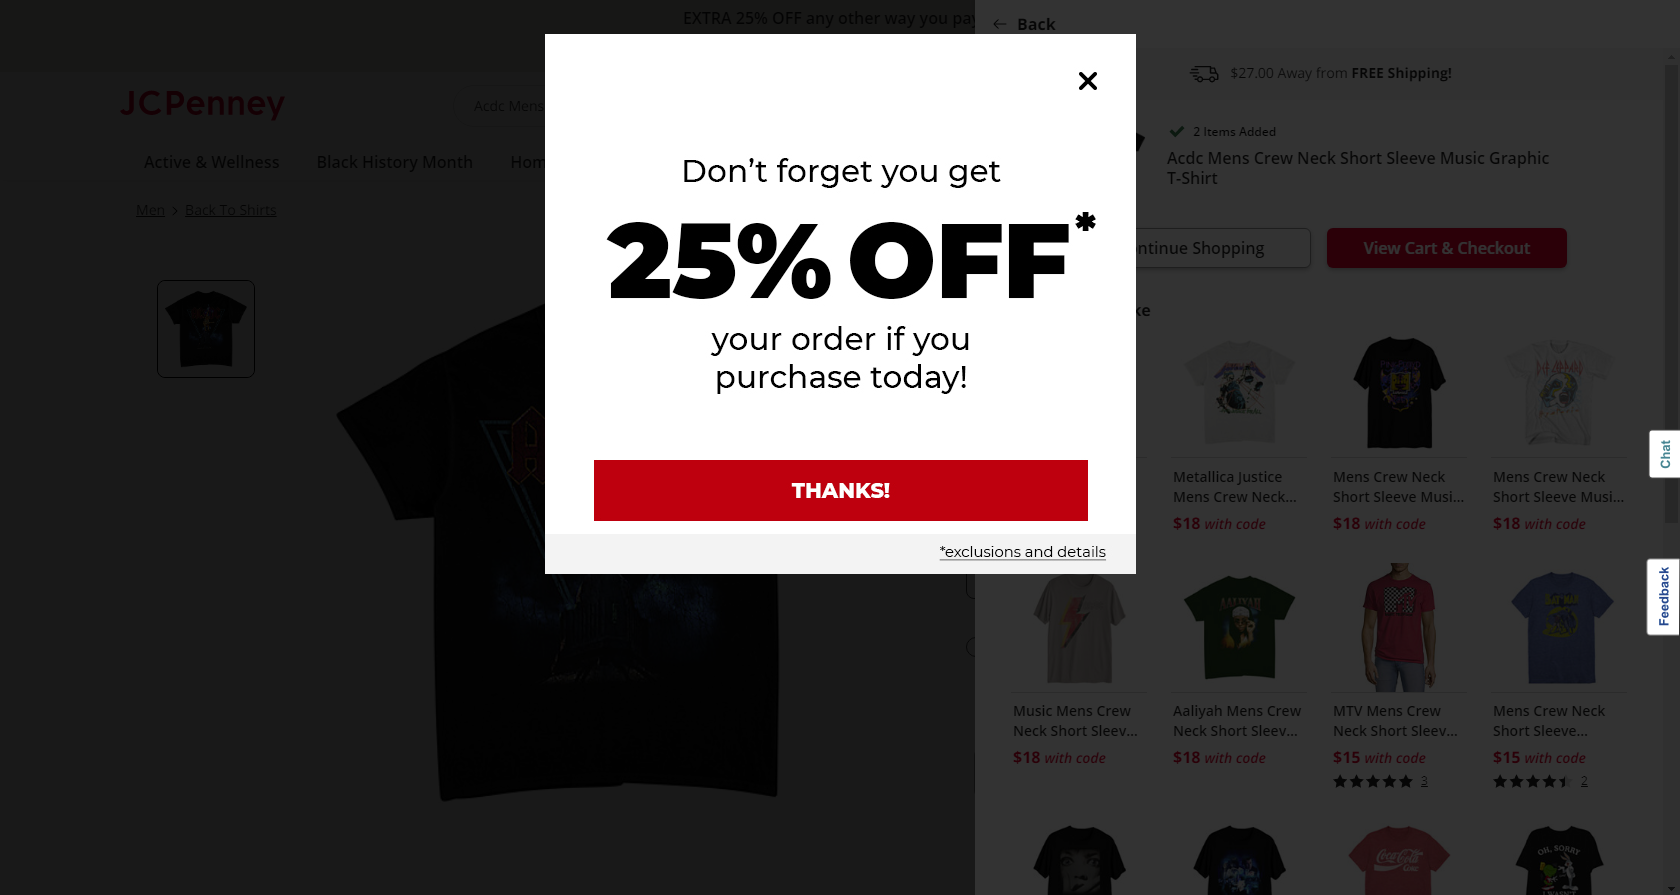 EXTRA 25% OFF any other way you pay
Back
$27.00 Away from FREE Shipping!
JCPenney
Acdc Mens
2 Items Added
Acdc Mens Crew Neck Short Sleeve Music Graphic
T-Shirt
Active & Wellness
Black History Month
Men > Back To Shirts
Don't forget you get
25% OFF*
your order if you
purchase today!
THANKS!
*exclusions and details
Shopping
View Cart & Checkout
Metallica Justice
Mens Crew Neck...
$18 with code
Mens Crew Neck
Short Sleeve Musi...
$18 with code
Mens Crew Neck
Short Sleeve Musi...
$18 with code
Chat
Feedback
Music Mens Crew
Neck Short Sleev...
$18 with code
Aaliyah Mens Crew
Neck Short Sleev...
$18 with code
MTV Mens Crew
Neck Short Sleev...
$15 with code
3
Mens Crew Neck
Short Sleeve...
$15 with code
2
AALIYAH
Coca-Cola
OH, SORRY